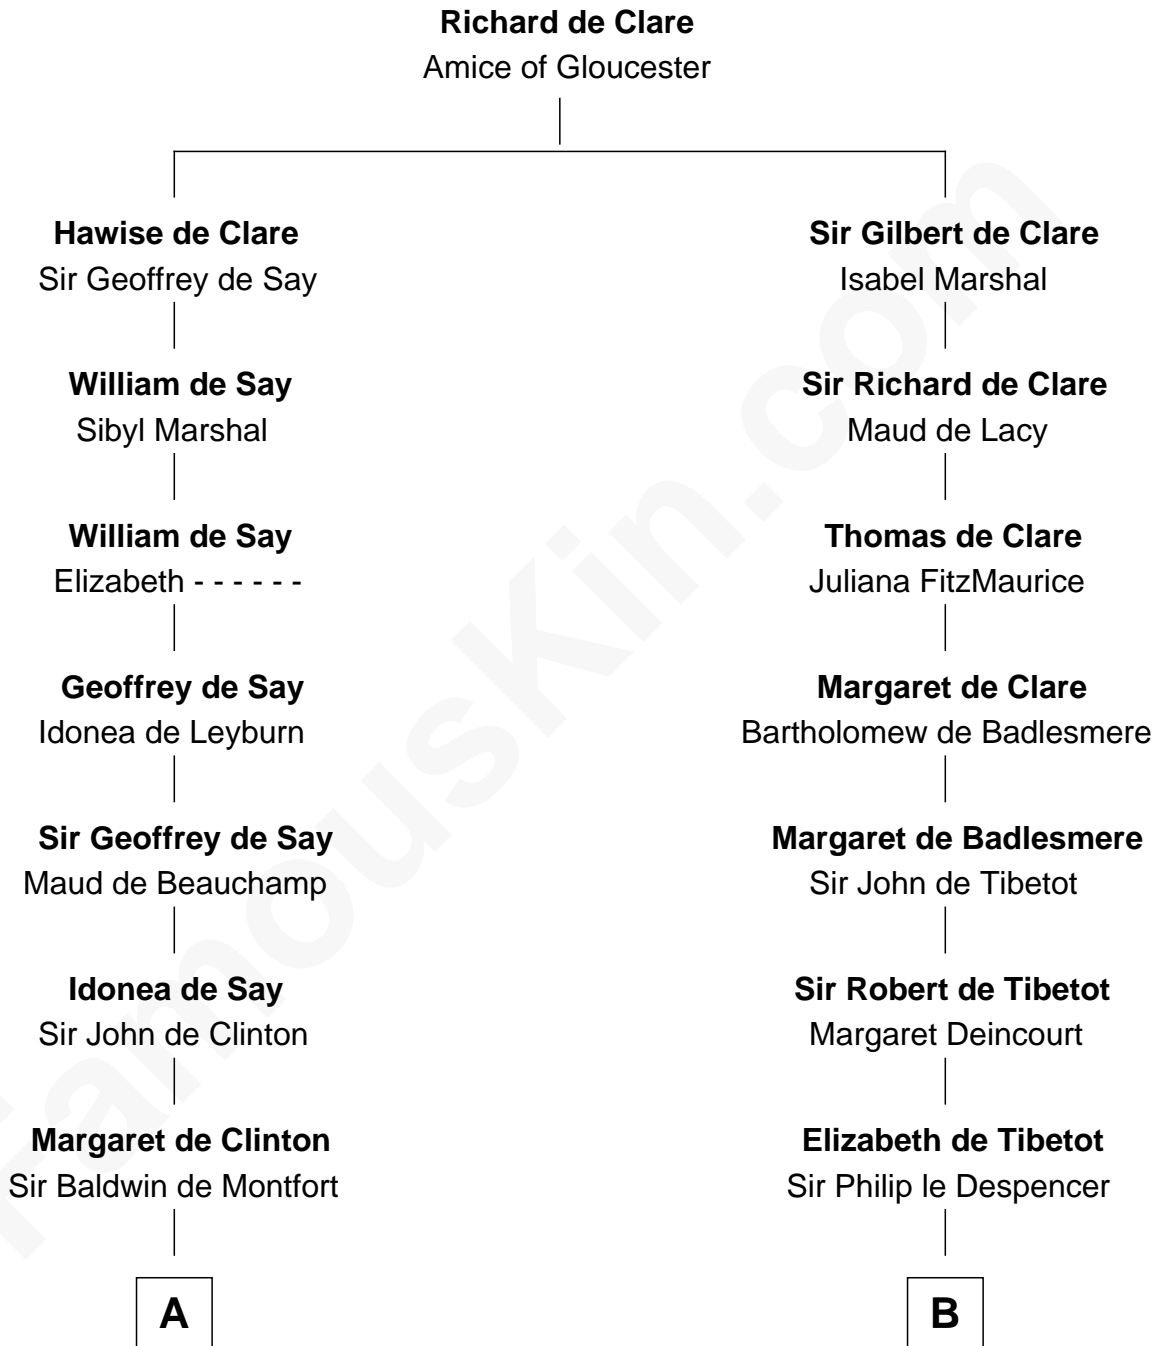 Richard de Clare
Amice of Gloucester
Hawise de Clare
Sir Geoffrey de Say
William de Say
Sibyl Marshal
William de Say
Elizabeth - - - - - -
Geoffrey de Say
Idonea de Leyburn
Sir Geoffrey de Say
Maud de Beauchamp
Idonea de Say
Sir John de Clinton
Margaret de Clinton
Sir Baldwin de Montfort
A
Sir Gilbert de Clare
Isabel Marshal
Sir Richard de Clare
Maud de Lacy
Thomas de Clare
Juliana FitzMaurice
Margaret de Clare
Bartholomew de Badlesmere
Margaret de Badlesmere
Sir John de Tibetot
Sir Robert de Tibetot
Margaret Deincourt
Elizabeth de Tibetot
Sir Philip le Despencer
B
FamousKin.com